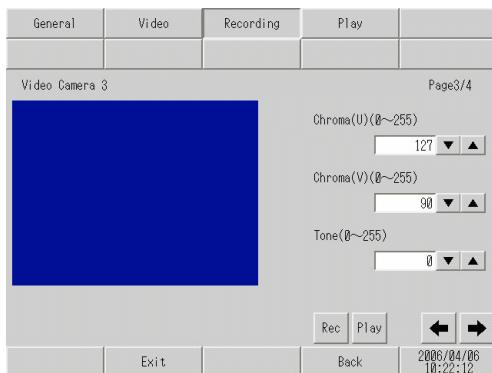 General Video Recording Play
Video Camera 3 Page3/4
Chroma(U)(0～255)
127 ▼ ▲
Chroma(V)(0～255)
90 ▼ ▲
Tone(0～255)
0 ▼ ▲
Rec Play ← →
Exit Back 2006/04/06
10:22:12